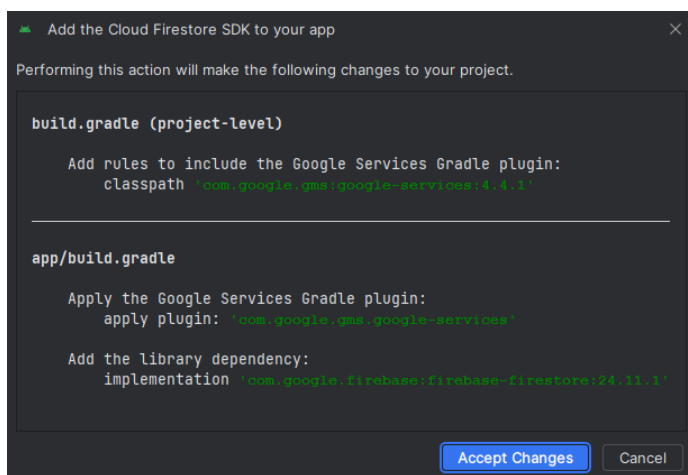 Add the Cloud Firestore SDK to your app
Performing this action will make the following changes to your project.
build.gradle (project-level)
Add rules to include the Google Services Gradle plugin:
classpath 'com.google.gms:google-services:4.4.1'
app/build.gradle
Apply the Google Services Gradle plugin:
apply plugin: 'com.google.gms.google-services'
Add the library dependency:
implementation 'com.google.firebase:firebase-firestore:24.11.1'
Accept Changes
Cancel